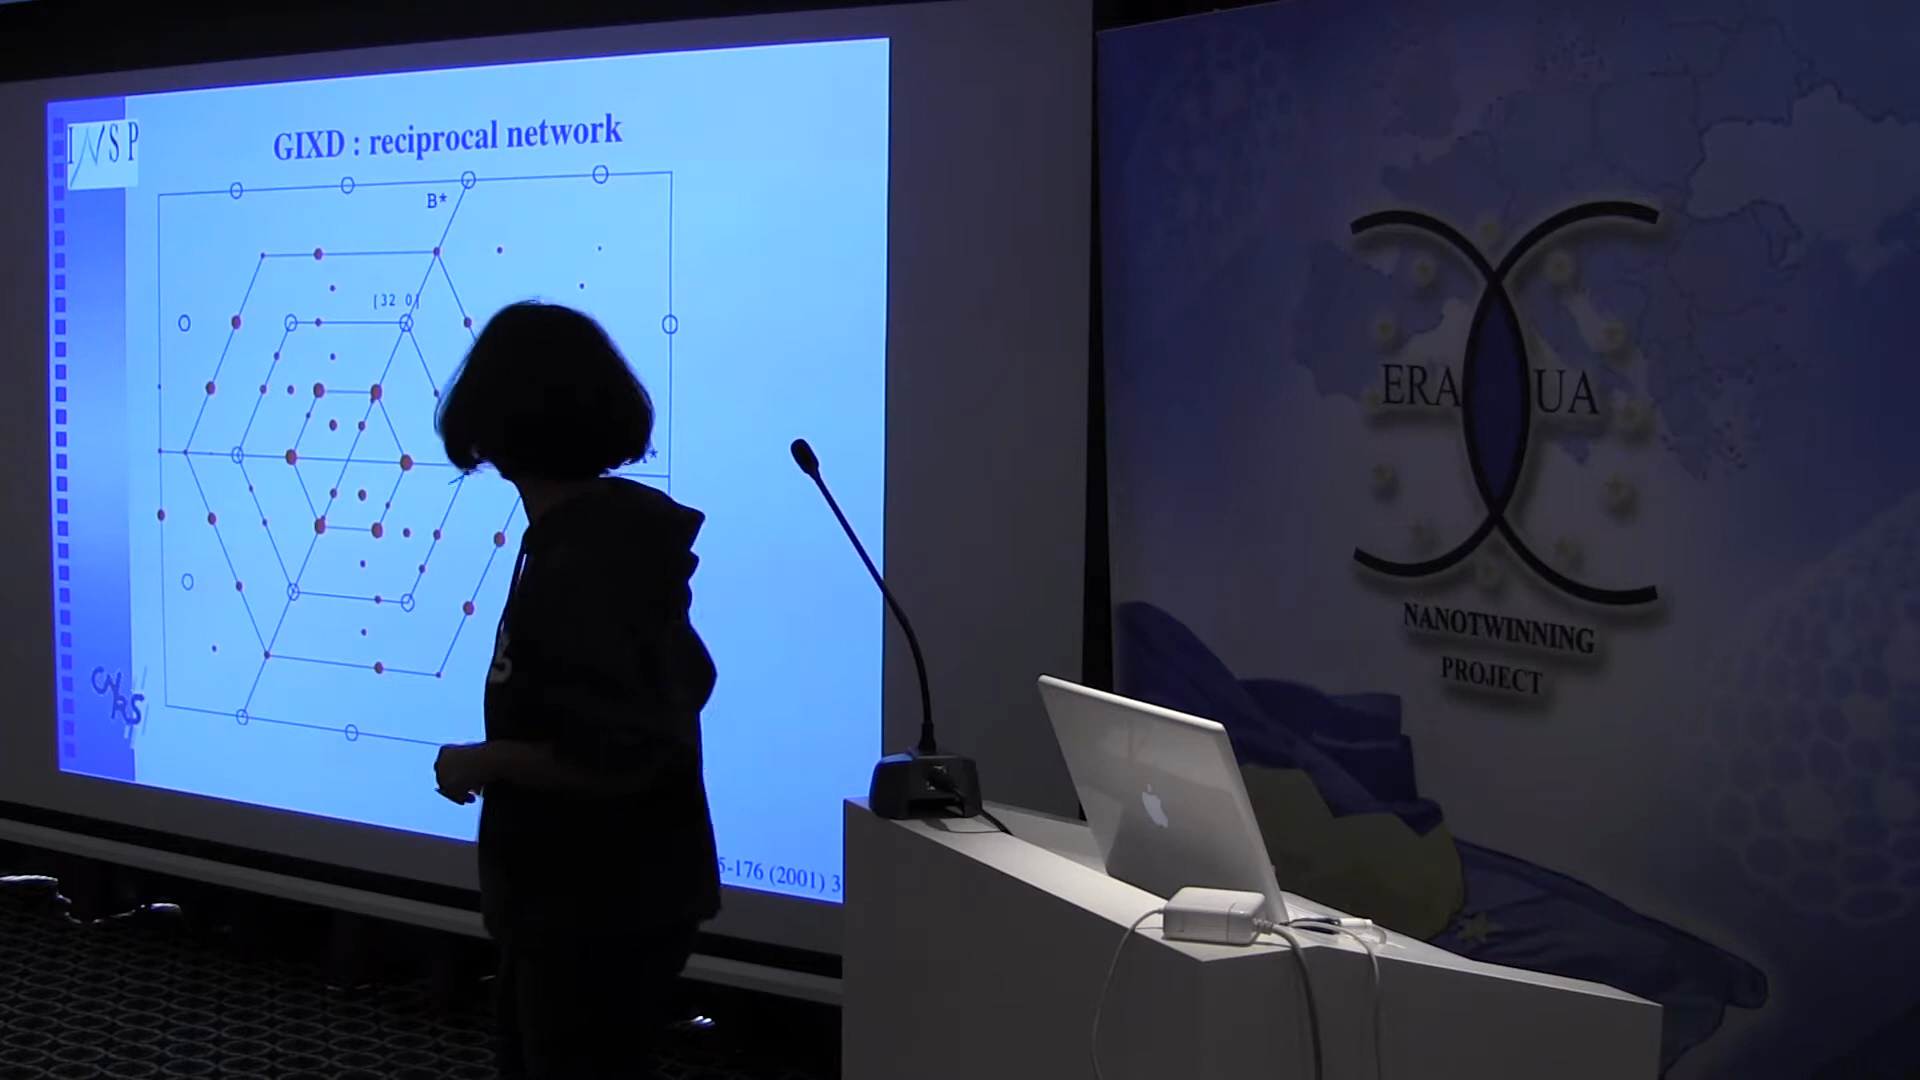 INSP
GIXD : reciprocal network
B*
[32 0]
CNRS
5-176 (2001) 3
ERA UA
NANOTWINNING
PROJECT